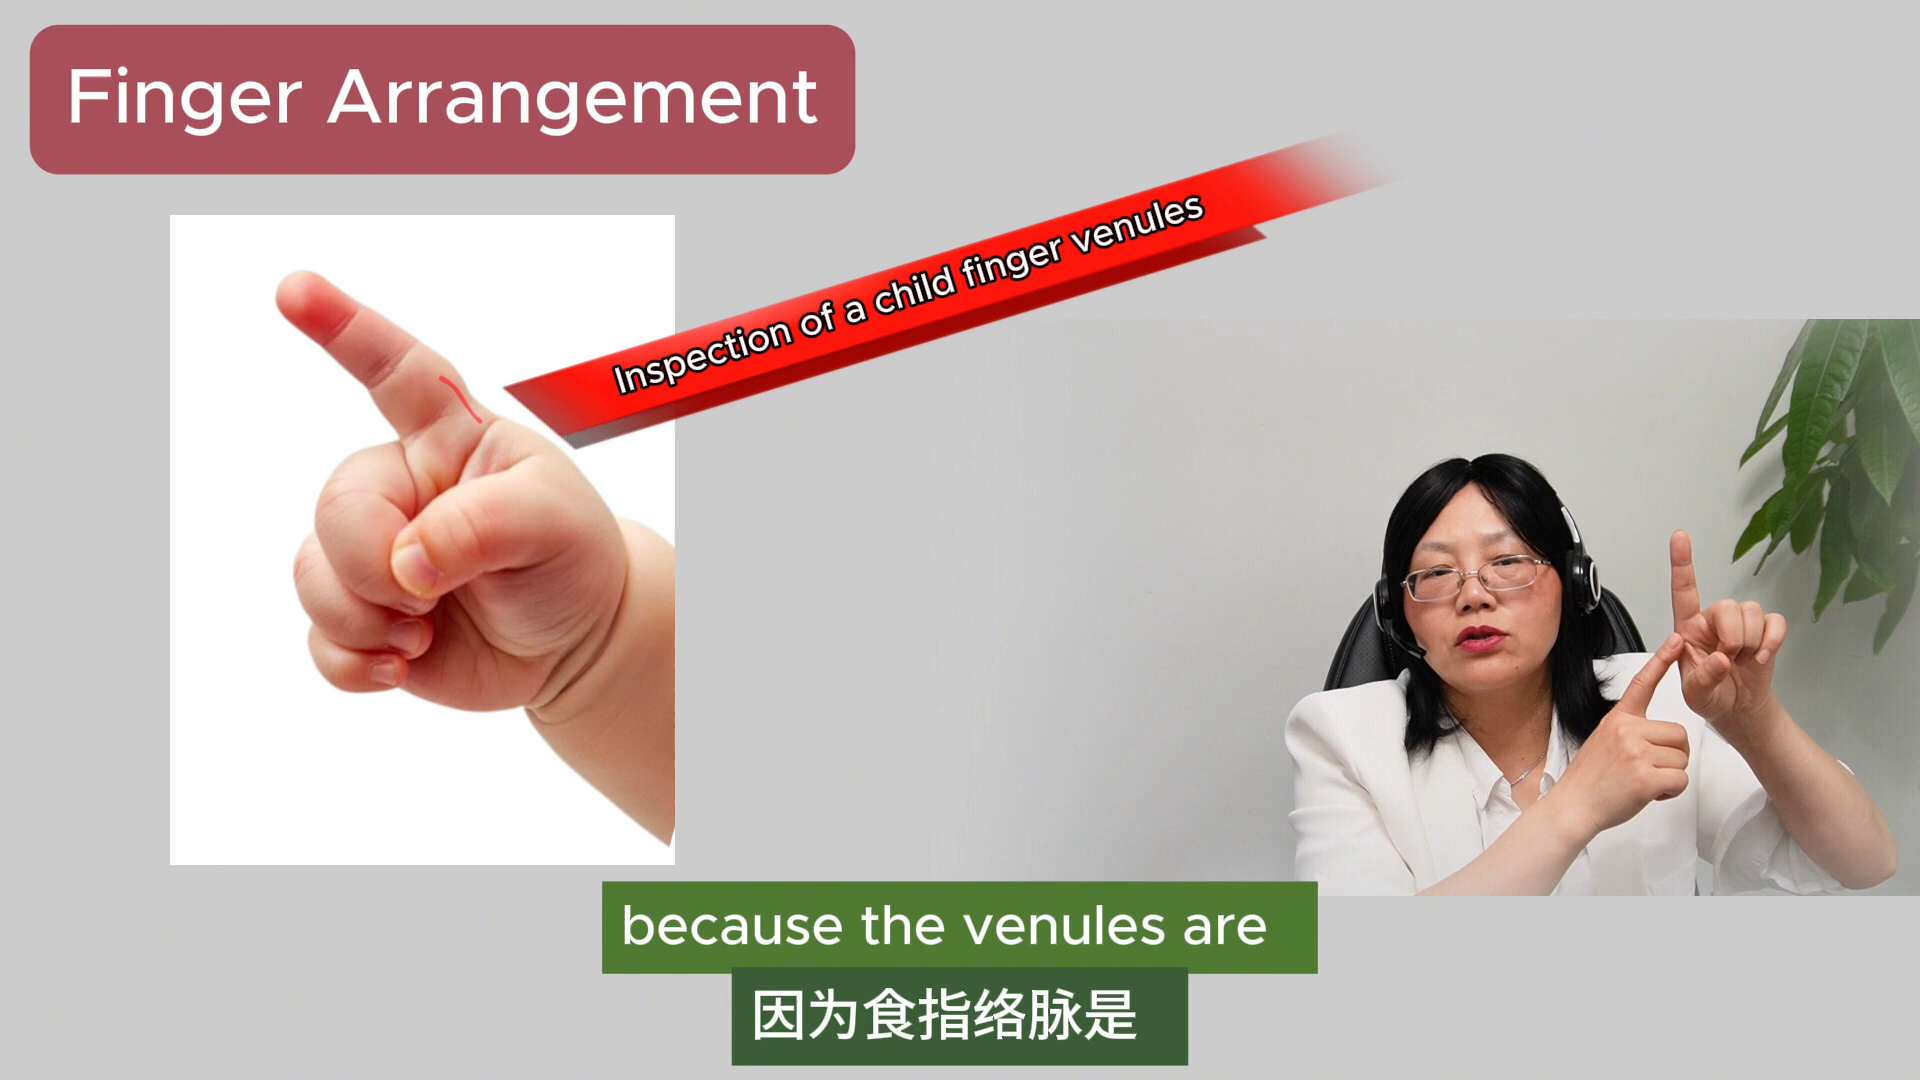 Finger Arrangement
Inspection of a child finger venules
because the venules are
因为食指络脉是